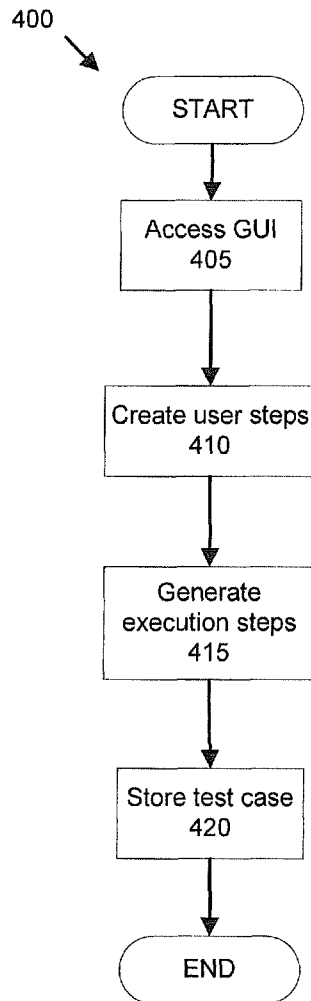 400
START
Access GUI
405
Create user steps
410
Generate
execution steps
415
Store test case
420
END